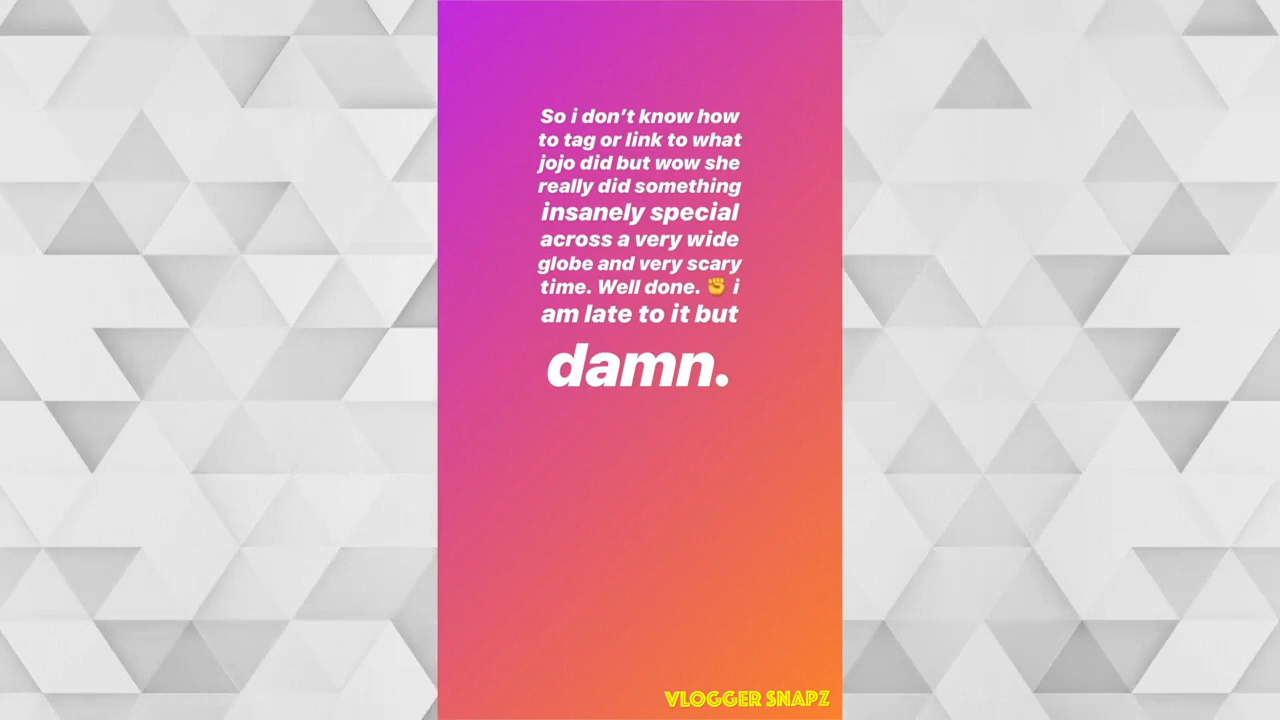 So i don’t know how
to tag or link to what
jojo did but wow she
really did something
insanely special
across a very wide
globe and very scary
time. Well done. ✊ i
am late to it but
damn.
VLOGGER SNAPZ